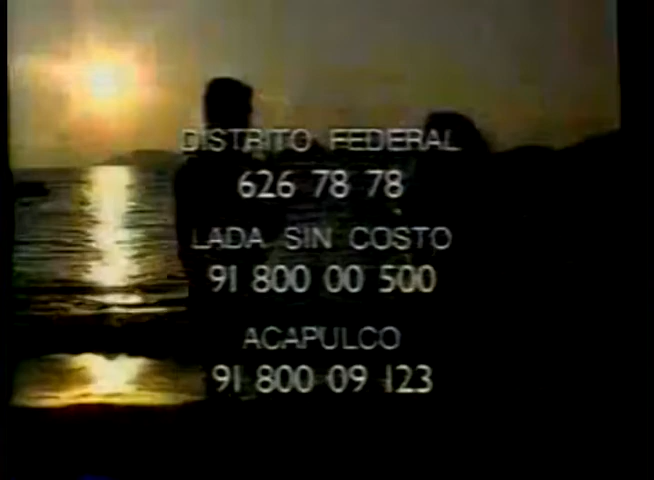 DISTRITO FEDERAL
626 78 78
LADA SIN COSTO
91 800 00 500
ACAPULCO
91 800 09 123